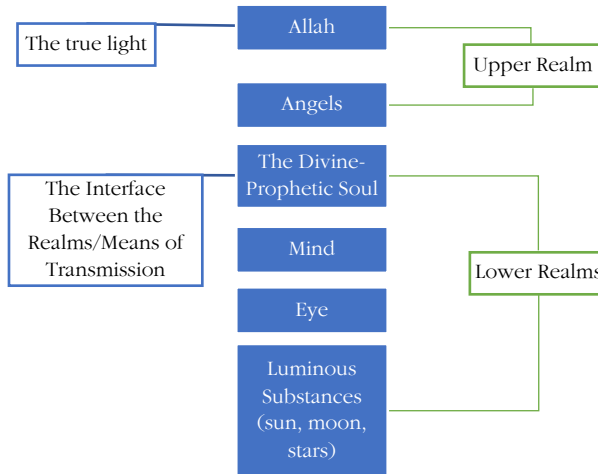 The true light
Allah
Upper Realm
Angels
The Divine-
Prophetic Soul
The Interface
Between the
Realms/Means of
Transmission
Mind
Lower Realms
Eye
Luminous
Substances
(sun, moon,
stars)